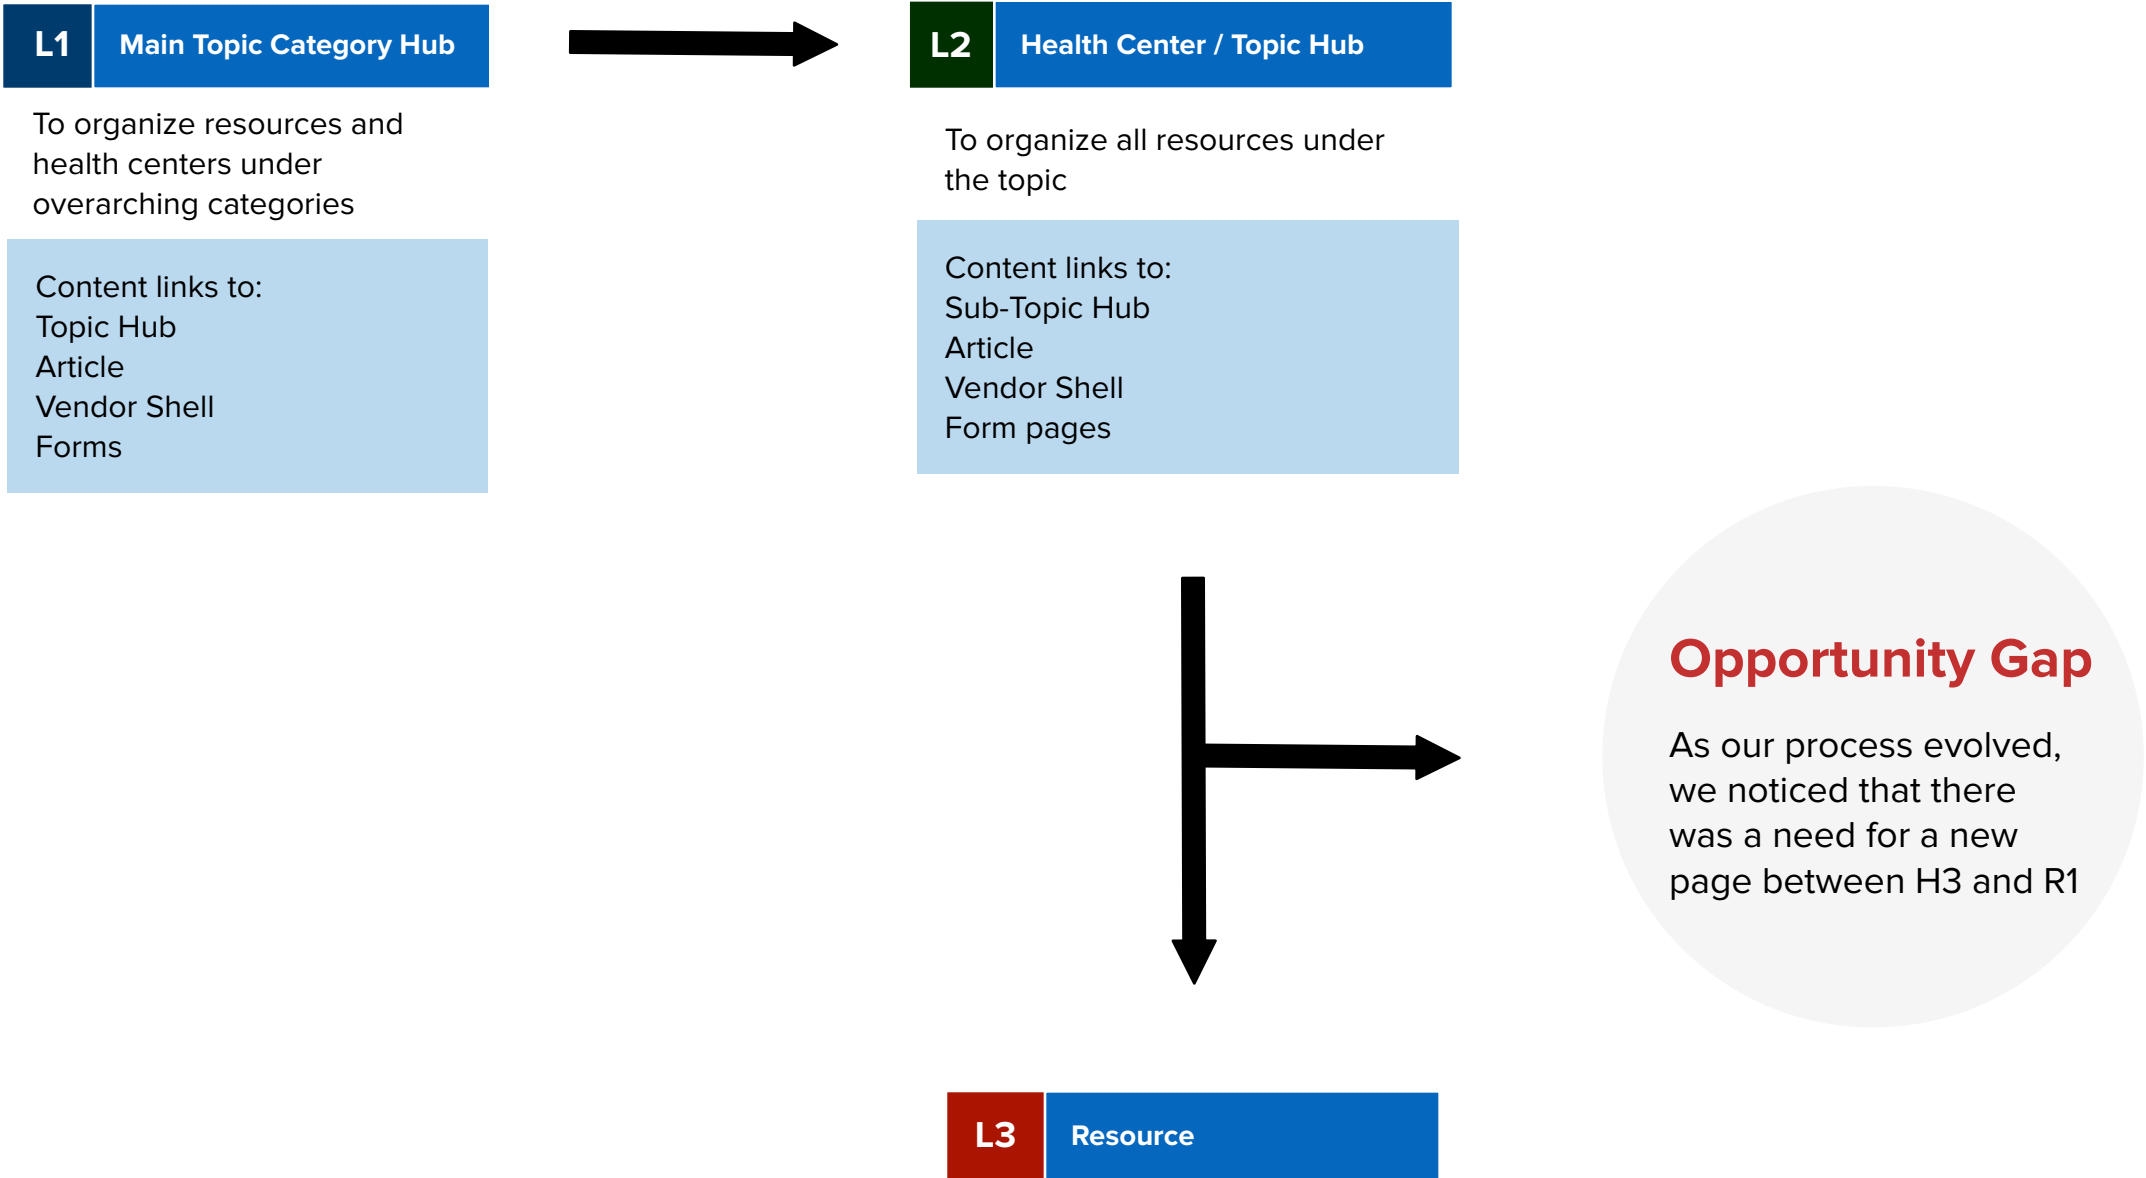 L1 Main Topic Category Hub
To organize resources and
health centers under
overarching categories
Content links to:
Topic Hub
Article
Vendor Shell
Forms
L2 Health Center / Topic Hub
To organize all resources under
the topic
Content links to:
Sub-Topic Hub
Article
Vendor Shell
Form pages
Opportunity Gap
As our process evolved,
we noticed that there
was a need for a new
page between H3 and R1
L3 Resource